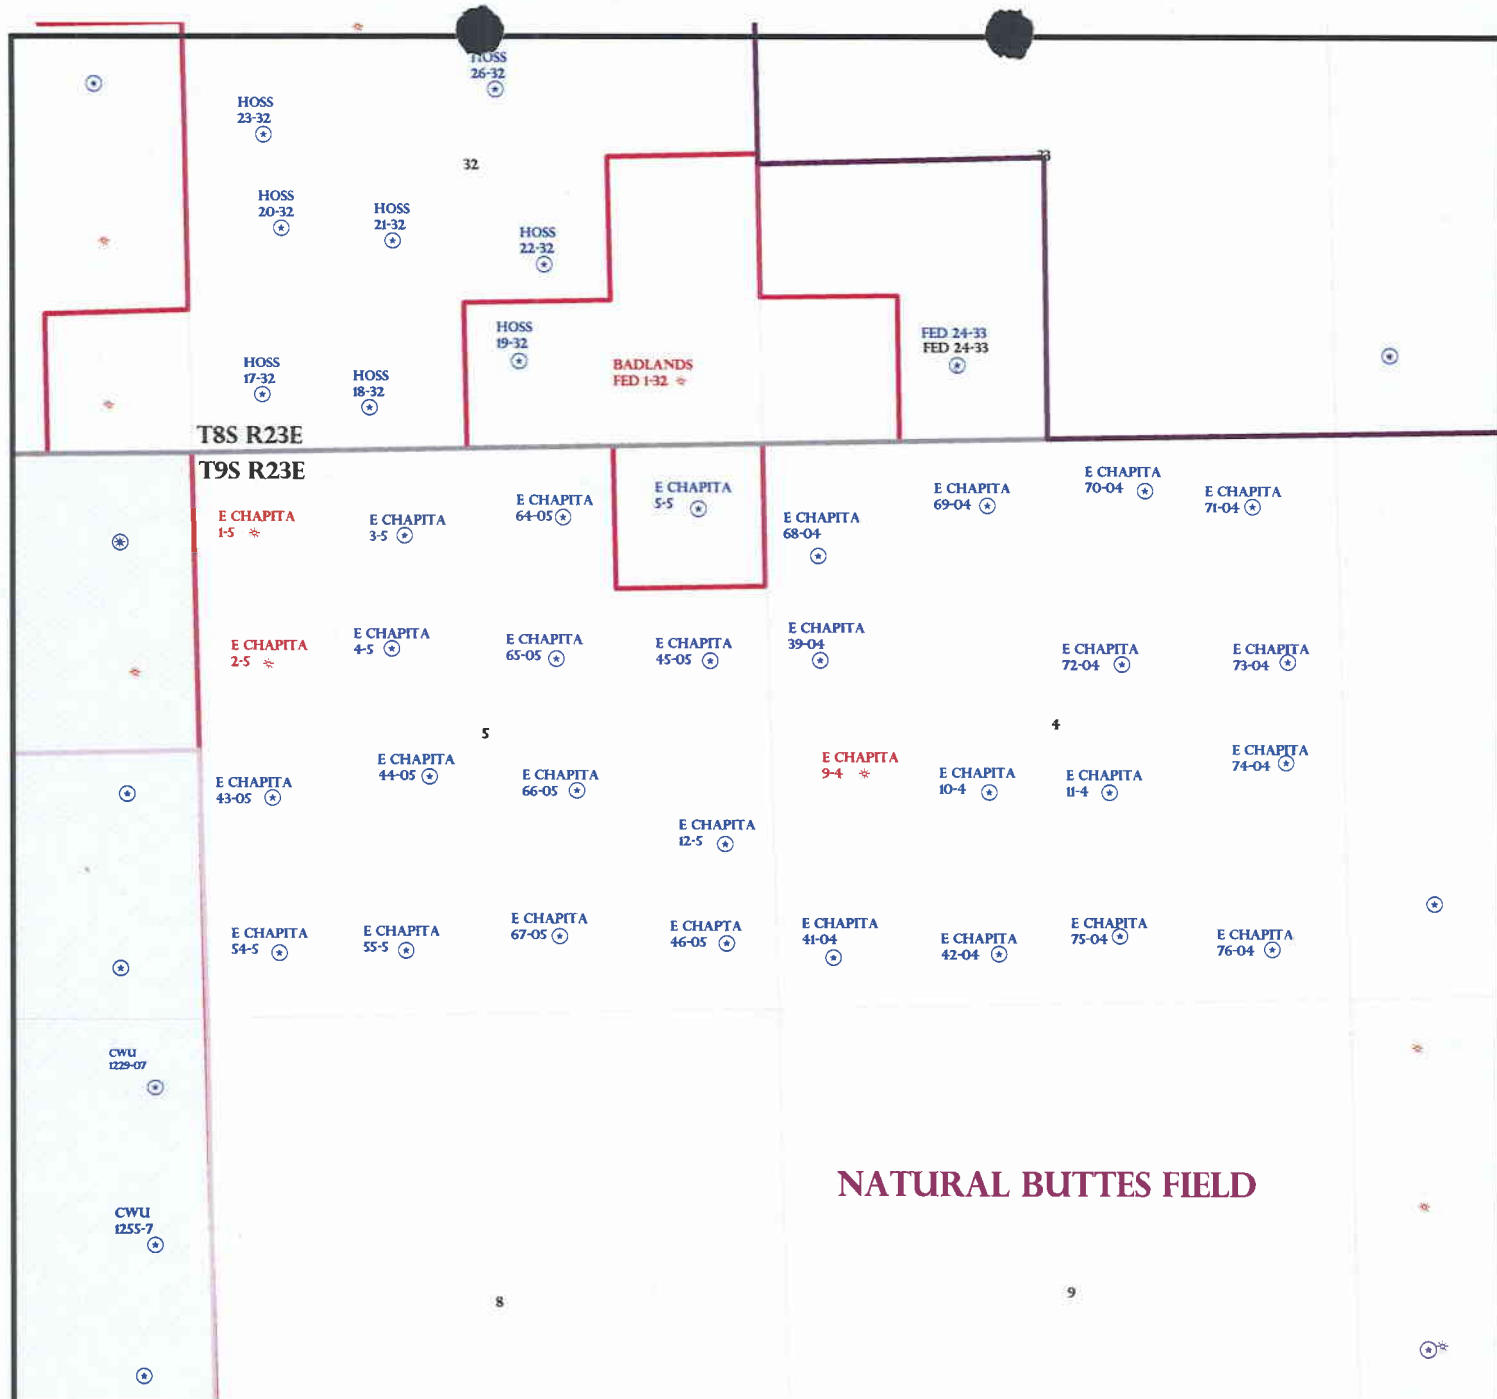 HOSS
26-32
HOSS
23-32
32
33
HOSS
20-32
HOSS
21-32
HOSS
22-32
HOSS
19-32
FED 24-33
FED 24-33
BADLANDS
FED 1-32
HOSS
17-32
HOSS
18-32
T8S R23E
T9S R23E
E CHAPITA
1-5
E CHAPITA
3-5
E CHAPITA
64-05
E CHAPITA
5-5
E CHAPITA
68-04
E CHAPITA
69-04
E CHAPITA
70-04
E CHAPITA
71-04
E CHAPITA
2-5
E CHAPITA
4-5
E CHAPITA
65-05
E CHAPITA
45-05
E CHAPITA
39-04
E CHAPITA
72-04
E CHAPITA
73-04
5
4
E CHAPITA
43-05
E CHAPITA
44-05
E CHAPITA
66-05
E CHAPITA
12-5
E CHAPITA
9-4
E CHAPITA
10-4
E CHAPITA
11-4
E CHAPITA
74-04
E CHAPITA
54-5
E CHAPITA
55-5
E CHAPITA
67-05
E CHAPTA
46-05
E CHAPITA
41-04
E CHAPITA
42-04
E CHAPITA
75-04
E CHAPITA
76-04
CWU
1229-07
NATURAL BUTTES FIELD
CWU
1255-7
8
9